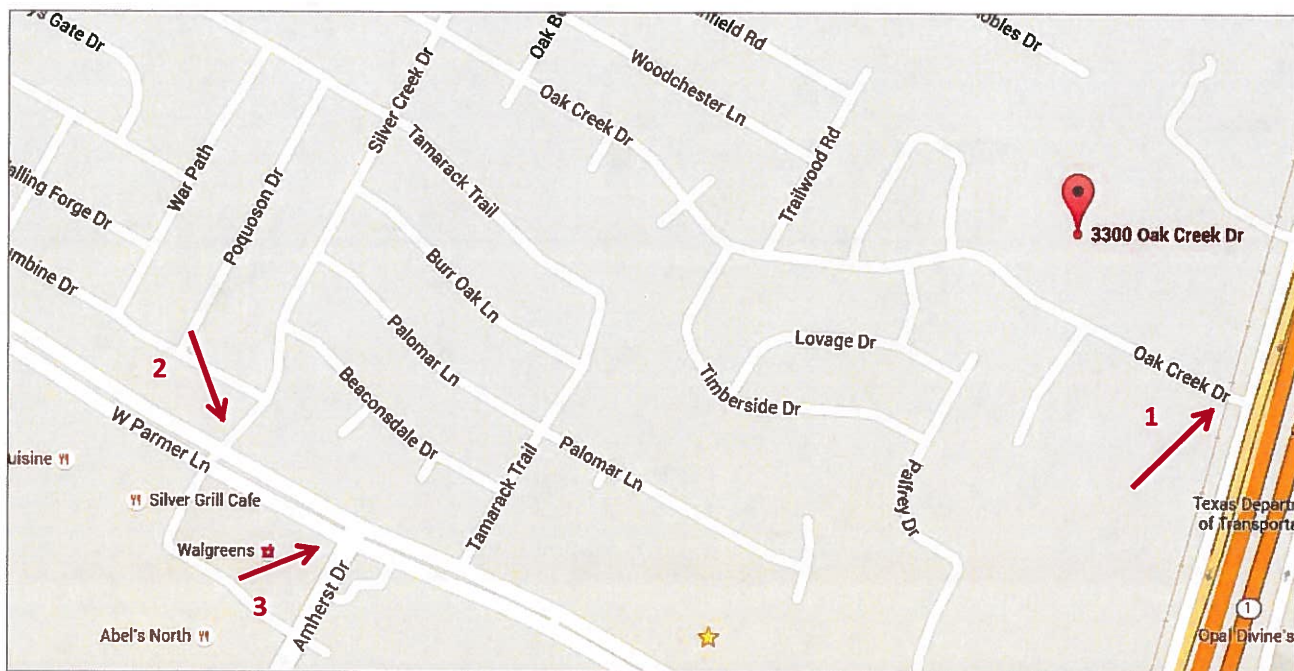 ys Gate Dr
Silver Creek Dr
nfield Rd
obles Dr
Woodchester Ln
Oak Creek Dr
Tamarack Trail
Trailwood Rd
War Path
Poquoson Dr
alling Forge Dr
umbine Dr
3300 Oak Creek Dr
Burr Oak Ln
Palomar Ln
Beaconsdale Dr
Lovage Dr
Timberside Dr
Oak Creek Dr
1
2
W Parmer Ln
uisine
Silver Grill Cafe
Tamarack Trail
Palomar Ln
Palfrey Dr
Texas Depart
of Transporta
Walgreens
3
Amherst Dr
Abel's North
1
Opal Divine's